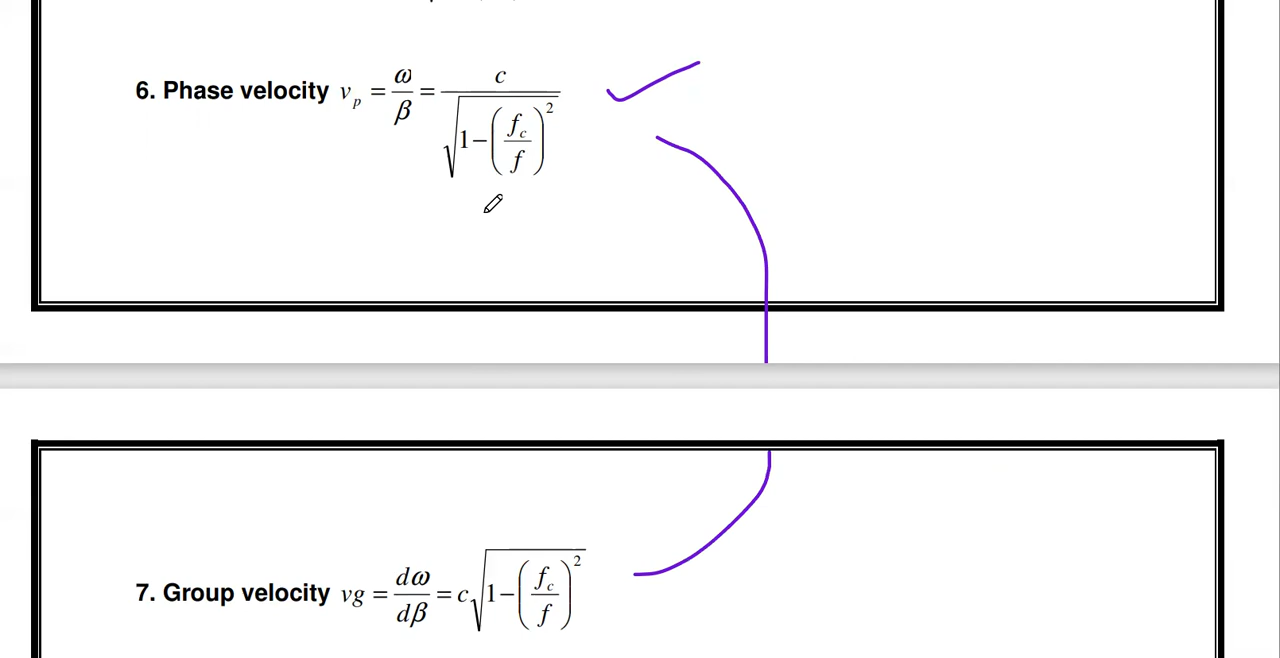 6. Phase velocity v_p = ω/β = c/√(1−(f_c/f)²)
7. Group velocity vg = dω/dβ = c√(1−(f_c/f)²)